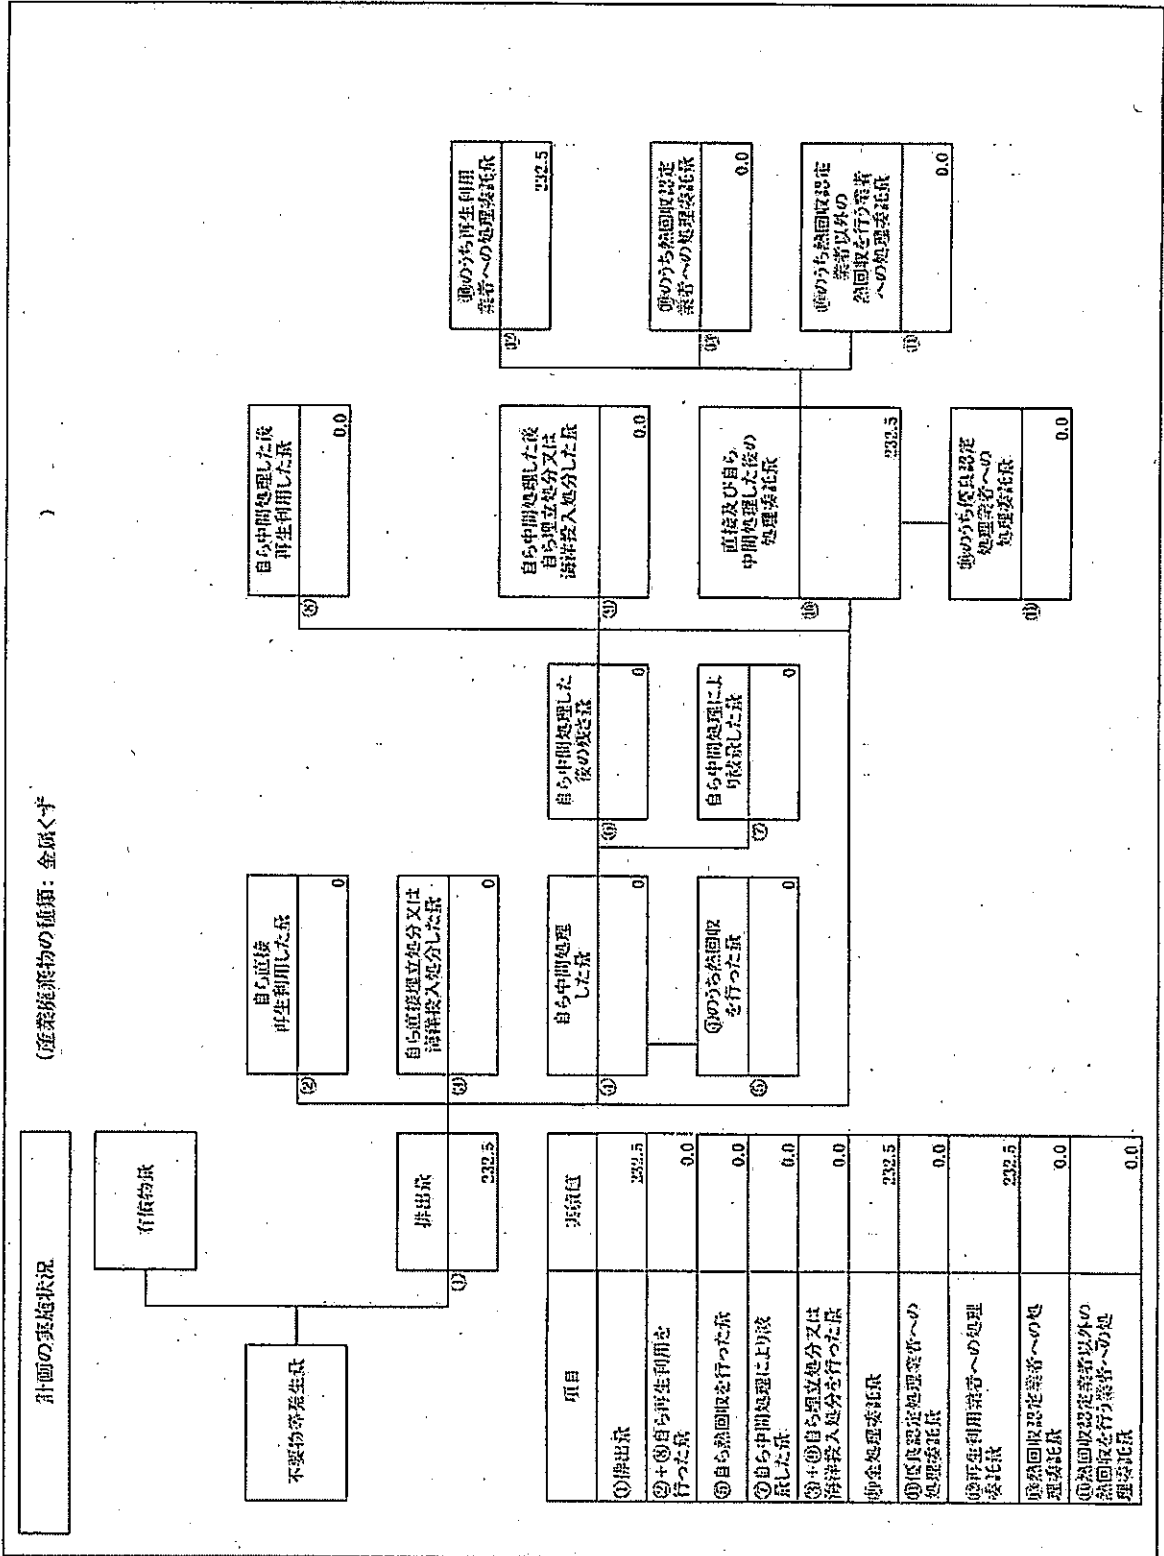 計画の実施状況
(産業廃棄物の種類: 金属くず
)
不要物等発生量
有償物量
排出量
①
232.5
自ら直接
再生利用した量
②
0
自ら直接埋立処分又は
海洋投入処分した量
③
0
自ら中間処理
した量
④
0
④のうち熱回収
を行った量
⑤
0
自ら中間処理した
後の残さ量
⑥
0
自ら中間処理によ
り減量した量
⑦
0
自ら中間処理した後
再生利用した量
⑧
0.0
自ら中間処理した後
自ら埋立処分又は
海洋投入処分した量
⑨
0.0
直接及び自ら
中間処理した後の
処理委託量
⑩
232.5
⑩のうち優良認定
処理業者への
処理委託量
⑪
0.0
⑩のうち再生利用
業者への処理委託量
⑫
232.5
⑩のうち熱回収認定
業者への処理委託量
⑬
0.0
⑩のうち熱回収認定
業者以外の
熱回収を行う業者
への処理委託量
⑭
0.0
項目
実績値
①排出量
232.5
②+⑧自ら再生利用を
行った量
0.0
⑤自ら熱回収を行った量
0.0
⑦自ら中間処理により減
量した量
0.0
③+⑨自ら埋立処分又は
海洋投入処分を行った量
0.0
⑩全処理委託量
232.5
⑪優良認定処理業者への
処理委託量
0.0
⑫再生利用業者への処理
委託量
232.5
⑬熱回収認定業者への処
理委託量
0.0
⑭熱回収認定業者以外の
熱回収を行う業者への処
理委託量
0.0